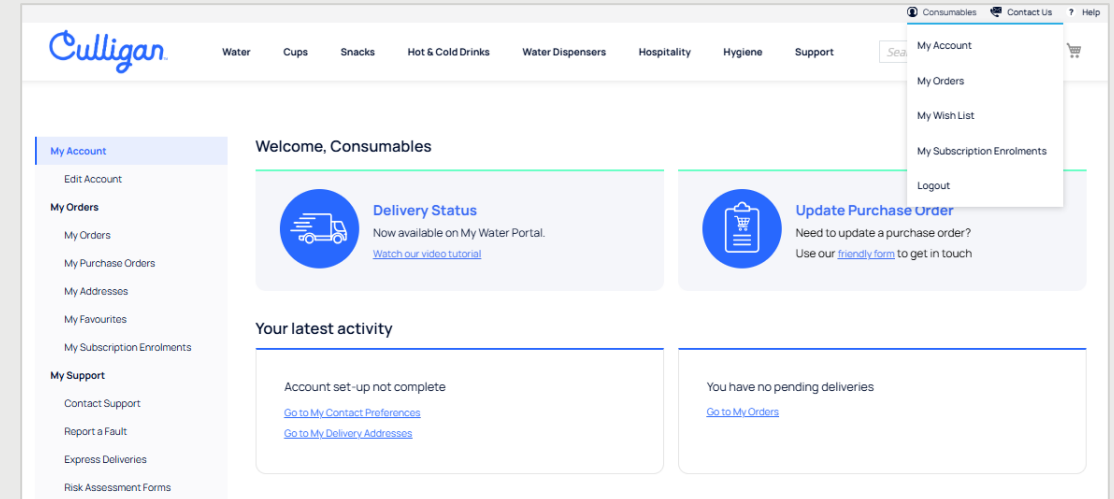 Consumables Contact Us ? Help
Culligan
Water Cups Snacks Hot & Cold Drinks Water Dispensers Hospitality Hygiene Support
My Account
My Orders
My Wish List
My Subscription Enrolments
Logout
My Account
Edit Account
My Orders
My Orders
My Purchase Orders
My Addresses
My Favourites
My Subscription Enrolments
My Support
Contact Support
Report a Fault
Express Deliveries
Risk Assessment Forms
Welcome, Consumables
Delivery Status
Now available on My Water Portal.
Watch our video tutorial
Update Purchase Order
Need to update a purchase order?
Use our friendly form to get in touch
Your latest activity
Account set-up not complete
Go to My Contact Preferences
Go to My Delivery Addresses
You have no pending deliveries
Go to My Orders